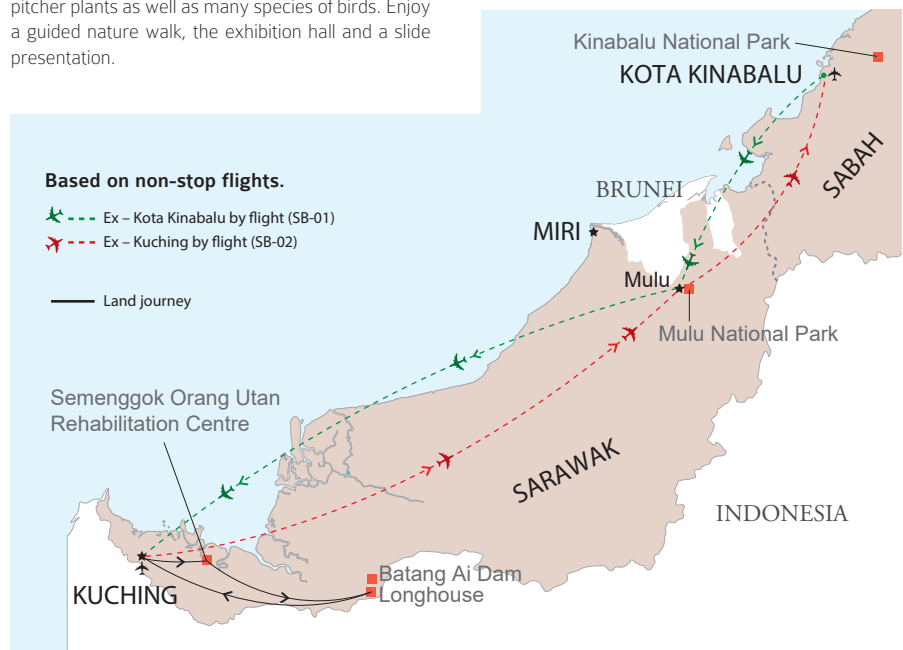 pitcher plants as well as many species of birds. Enjoy
a guided nature walk, the exhibition hall and a slide
presentation.
Kinabalu National Park
KOTA KINABALU
SABAH
Based on non-stop flights.
Ex – Kota Kinabalu by flight (SB-01)
Ex – Kuching by flight (SB-02)
Land journey
BRUNEI
MIRI
Mulu
Mulu National Park
Semenggok Orang Utan
Rehabilitation Centre
SARAWAK
INDONESIA
Batang Ai Dam
Longhouse
KUCHING